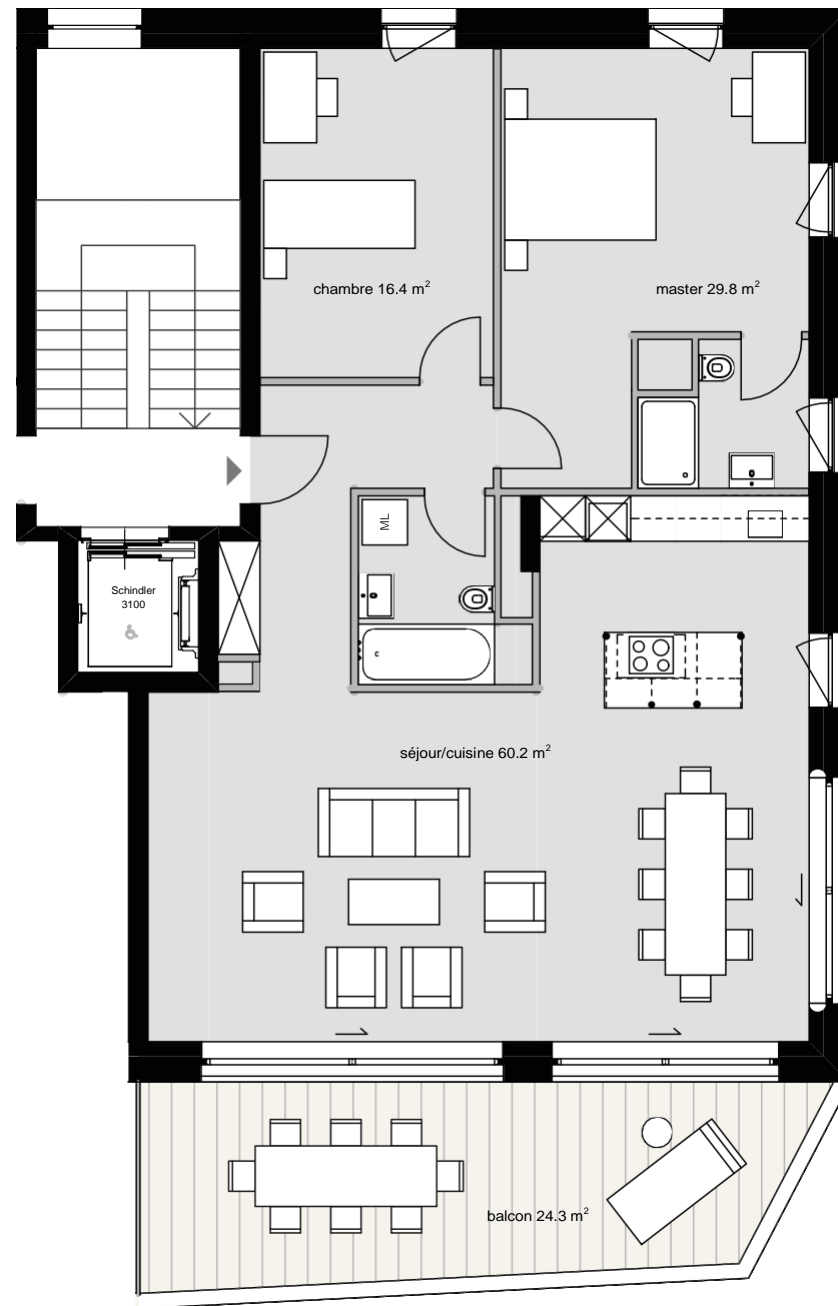 chambre 16.4 m²
master 29.8 m²
ML
Schindler
3100
séjour/cuisine 60.2 m²
balcon 24.3 m²